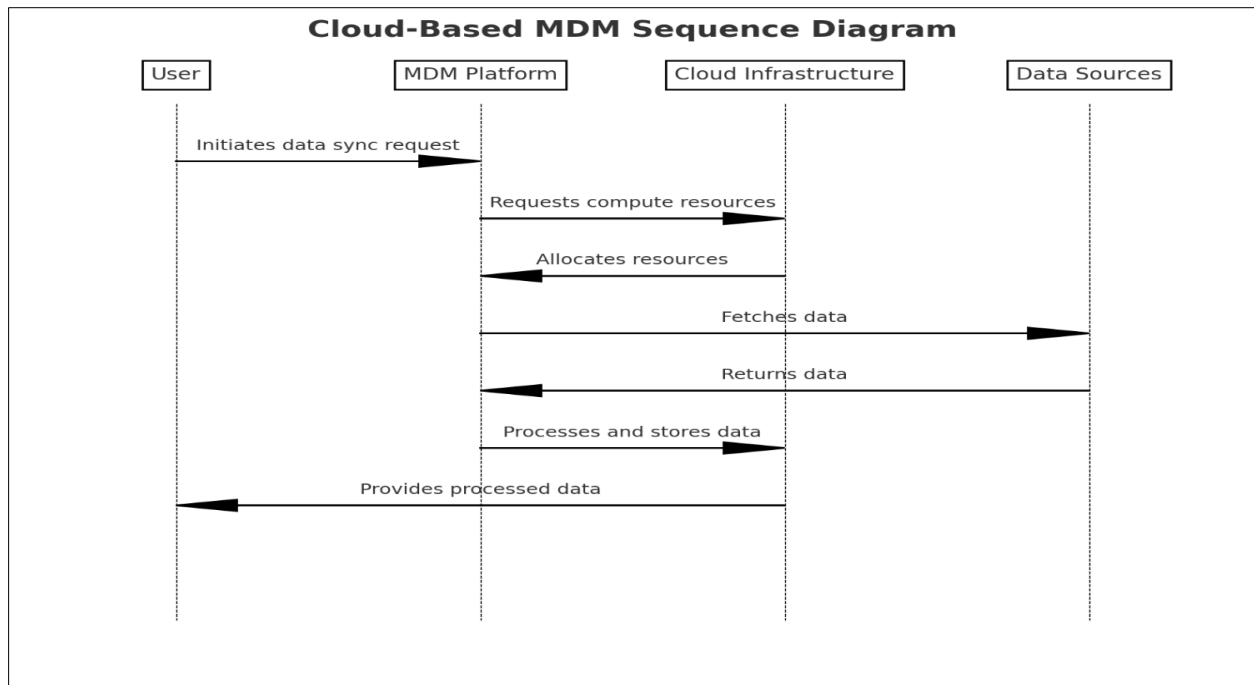 Cloud-Based MDM Sequence Diagram
User
MDM Platform
Cloud Infrastructure
Data Sources
Initiates data sync request
Requests compute resources
Allocates resources
Fetches data
Returns data
Processes and stores data
Provides processed data